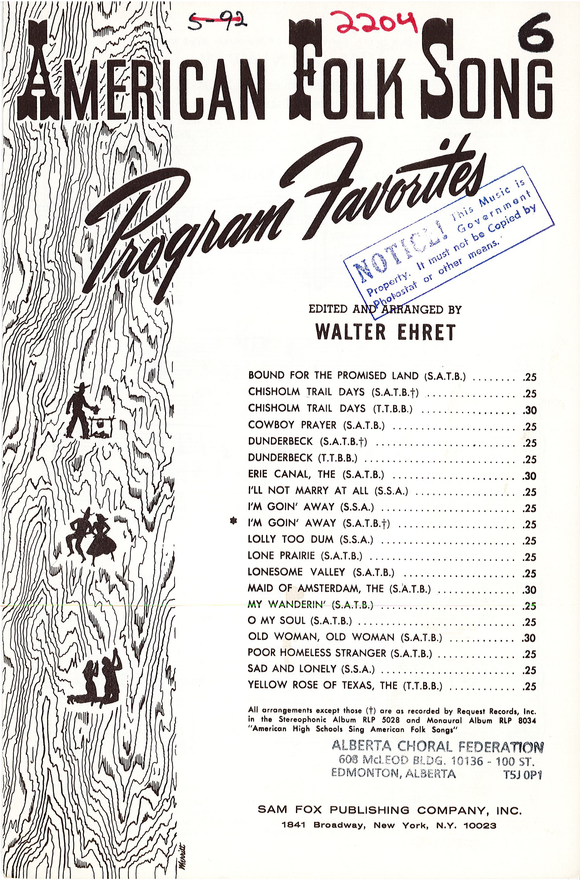 5-92
2204
6
AMERICAN FOLK SONG
Program Favorites
NOTICE! This Music is
Government
Property. It must not be Copied by
Photostat or other means.
EDITED AND ARRANGED BY
WALTER EHRET
BOUND FOR THE PROMISED LAND (S.A.T.B.) ........ .25
CHISHOLM TRAIL DAYS (S.A.T.B.†) ........ .25
CHISHOLM TRAIL DAYS (T.T.B.B.) ........ .30
COWBOY PRAYER (S.A.T.B.) ........ .25
DUNDERBECK (S.A.T.B.†) ........ .25
DUNDERBECK (T.T.B.B.) ........ .25
ERIE CANAL, THE (S.A.T.B.) ........ .30
I'LL NOT MARRY AT ALL (S.S.A.) ........ .25
I'M GOIN' AWAY (S.S.A.) ........ .25
* I'M GOIN' AWAY (S.A.T.B.†) ........ .25
LOLLY TOO DUM (S.S.A.) ........ .25
LONE PRAIRIE (S.A.T.B.) ........ .25
LONESOME VALLEY (S.A.T.B.) ........ .25
MAID OF AMSTERDAM, THE (S.A.T.B.) ........ .30
MY WANDERIN' (S.A.T.B.) ........ .25
O MY SOUL (S.A.T.B.) ........ .25
OLD WOMAN, OLD WOMAN (S.A.T.B.) ........ .30
POOR HOMELESS STRANGER (S.A.T.B.) ........ .25
SAD AND LONELY (S.S.A.) ........ .25
YELLOW ROSE OF TEXAS, THE (T.T.B.B.) ........ .25
All arrangements except those (†) are as recorded by Request Records, Inc.
in the Stereophonic Album RLP 5028 and Monaural Album RLP 8034
"American High Schools Sing American Folk Songs"
ALBERTA CHORAL FEDERATION
608 McLEOD BLDG. 10136 - 100 ST.
EDMONTON, ALBERTA T5J 0P1
SAM FOX PUBLISHING COMPANY, INC.
1841 Broadway, New York, N.Y. 10023
Merritt